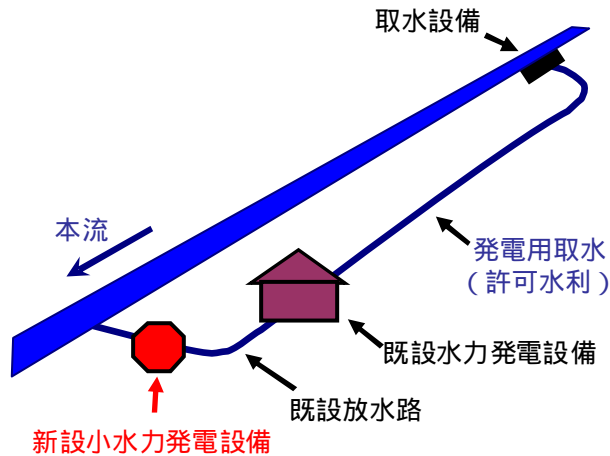 取水設備
本流
発電用取水
（許可水利）
既設水力発電設備
既設放水路
新設小水力発電設備